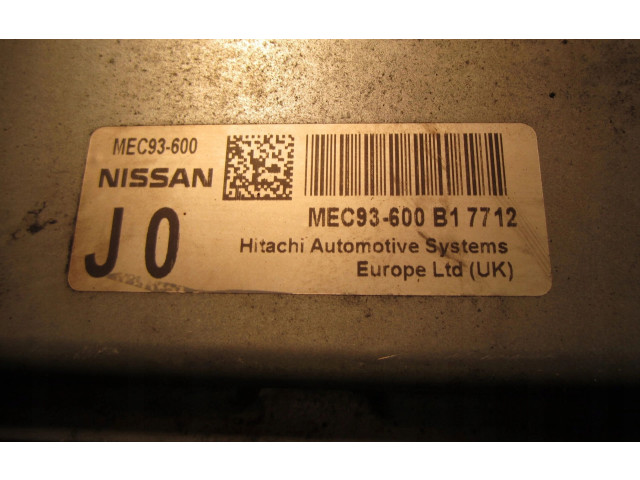 MEC93-600
NISSAN
J0
MEC93-600 B1 7712
Hitachi Automotive Systems
Europe Ltd (UK)